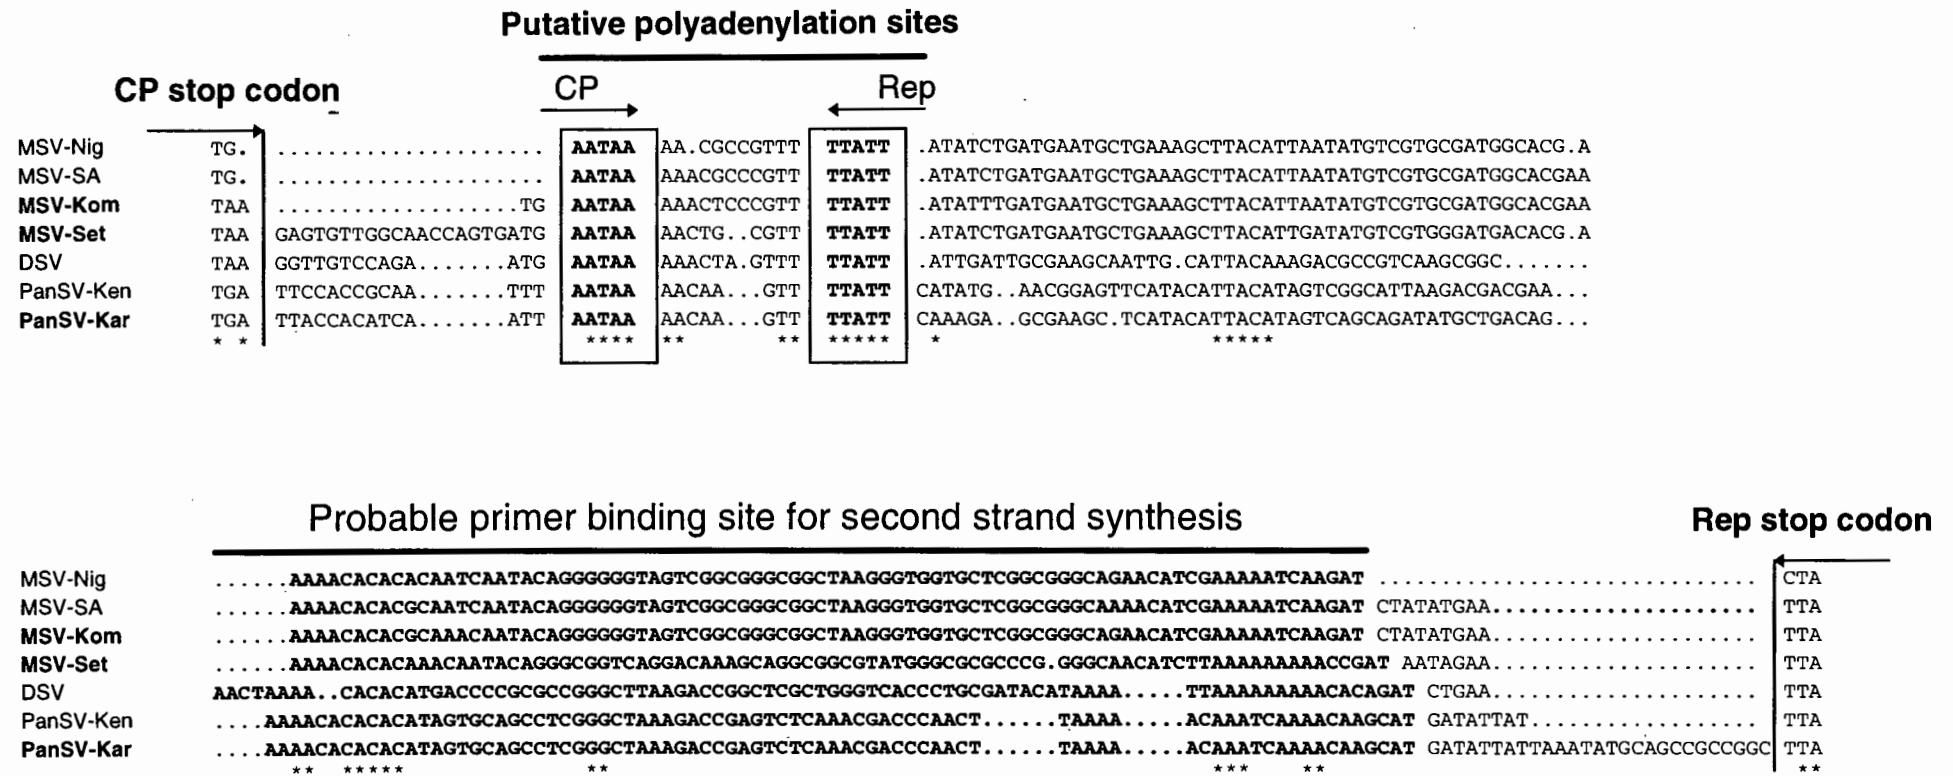 Putative polyadenylation sites
CP stop codon CP Rep
MSV-Nig TG. ..................... AATAA AA.CGCCGTTT TTATT .ATATCTGATGAATGCTGAAAGCTTACATTAATATGTCGTGCGATGGCACG.A
MSV-SA TG. ..................... AATAA AAACGCCCGTT TTATT .ATATCTGATGAATGCTGAAAGCTTACATTAATATGTCGTGCGATGGCACGAA
MSV-Kom TAA ...................TG AATAA AAACTCCCGTT TTATT .ATATTTGATGAATGCTGAAAGCTTACATTAATATGTCGTGCGATGGCACGAA
MSV-Set TAA GAGTGTTGGCAACCAGTGATG AATAA AACTG..CGTT TTATT .ATATCTGATGAATGCTGAAAGCTTACATTGATATGTCGTGGGATGACACG.A
DSV TAA GGTTGTCCAGA.......ATG AATAA AAACTA.GTTT TTATT .ATTGATTGCGAAGCAATTG.CATTACAAAGACGCCGTCAAGCGGC.......
PanSV-Ken TGA TTCCACCGCAA.......TTT AATAA AACAA...GTT TTATT CATATG..AACGGAGTTCATACATTACATAGTCGGCATTAAGACGACGAA...
PanSV-Kar TGA TTACCACATCA.......ATT AATAA AACAA...GTT TTATT CAAAGA..GCGAAGC.TCATACATTACATAGTCAGCAGATATGCTGACAG...
* * **** ** ** ***** * *****
Probable primer binding site for second strand synthesis Rep stop codon
MSV-Nig ......AAAACACACACAATCAATACAGGGGGGTAGTCGGCGGGCGGCTAAGGGTGGTGCTCGGCGGGCAGAACATCGAAAAATCAAGAT .............................. CTA
MSV-SA ......AAAACACACGCAATCAATACAGGGGGGTAGTCGGCGGGCGGCTAAGGGTGGTGCTCGGCGGGCAAAACATCGAAAAATCAAGAT CTATATGAA..................... TTA
MSV-Kom ......AAAACACACGCAAACAATACAGGGGGGTAGTCGGCGGGCGGCTAAGGGTGGTGCTCGGCGGGCAGAACATCGAAAAATCAAGAT CTATATGAA..................... TTA
MSV-Set ......AAAACACACACAAACAATACAGGGCGGTCAGGACAAAGCAGGCGGCGTATGGGCGCGCCCG.GGGCAACATCTTAAAAAAAAACCGAT AATAGAA..................... TTA
DSV AACTAAAA..CACACATGACCCCGCGCCGGGCTTAAGACCGGCTCGCTGGGTCACCCTGCGATACATAAAA.....TTAAAAAAAAACACAGAT CTGAA..................... TTA
PanSV-Ken ....AAAACACACACATAGTGCAGCCTCGGGCTAAAGACCGAGTCTCAAACGACCCAACT......TAAAA.....ACAAATCAAAACAAGCAT GATATTAT.................. TTA
PanSV-Kar ....AAAACACACACATAGTGCAGCCTCGGGCTAAAGACCGAGTCTCAAACGACCCAACT......TAAAA.....ACAAATCAAAACAAGCAT GATATTATTAAATATGCAGCCGCCGGC TTA
** ***** ** *** ** **